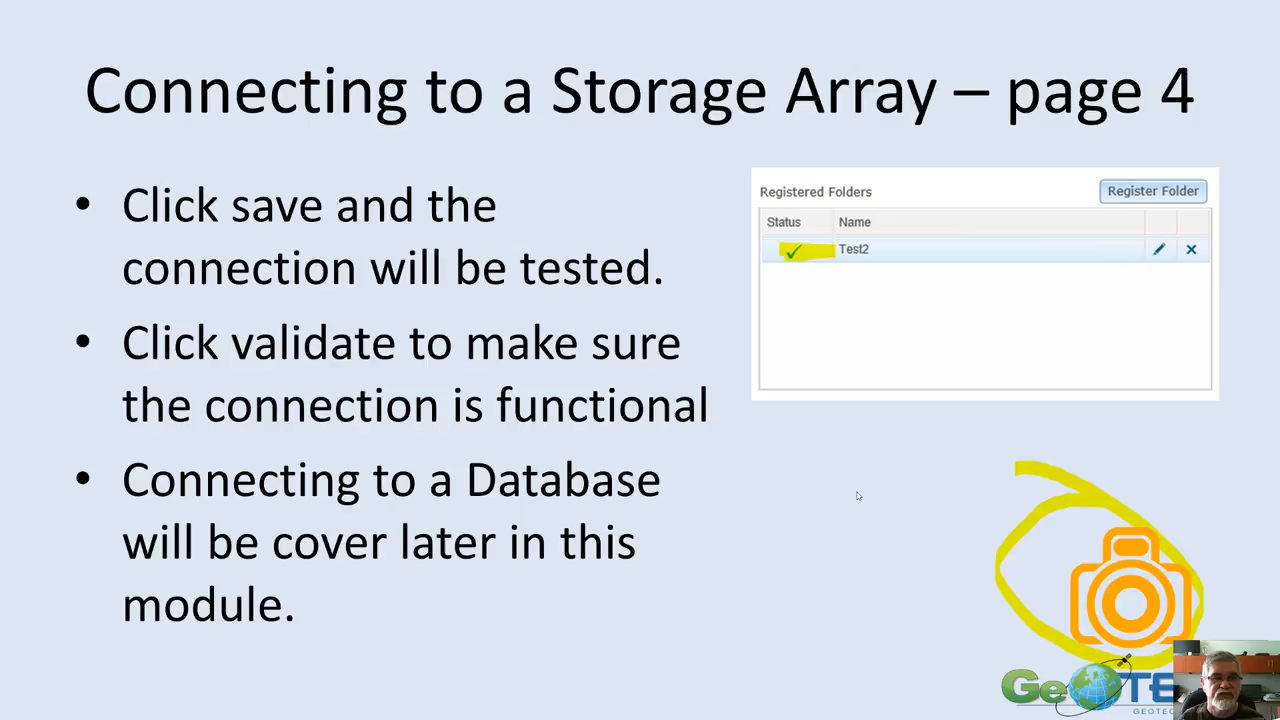 Connecting to a Storage Array – page 4
• Click save and the
connection will be tested.
• Click validate to make sure
the connection is functional
• Connecting to a Database
will be cover later in this
module.
Registered Folders
Register Folder
Status
Name
Test2
GeoTE
GEOTEC